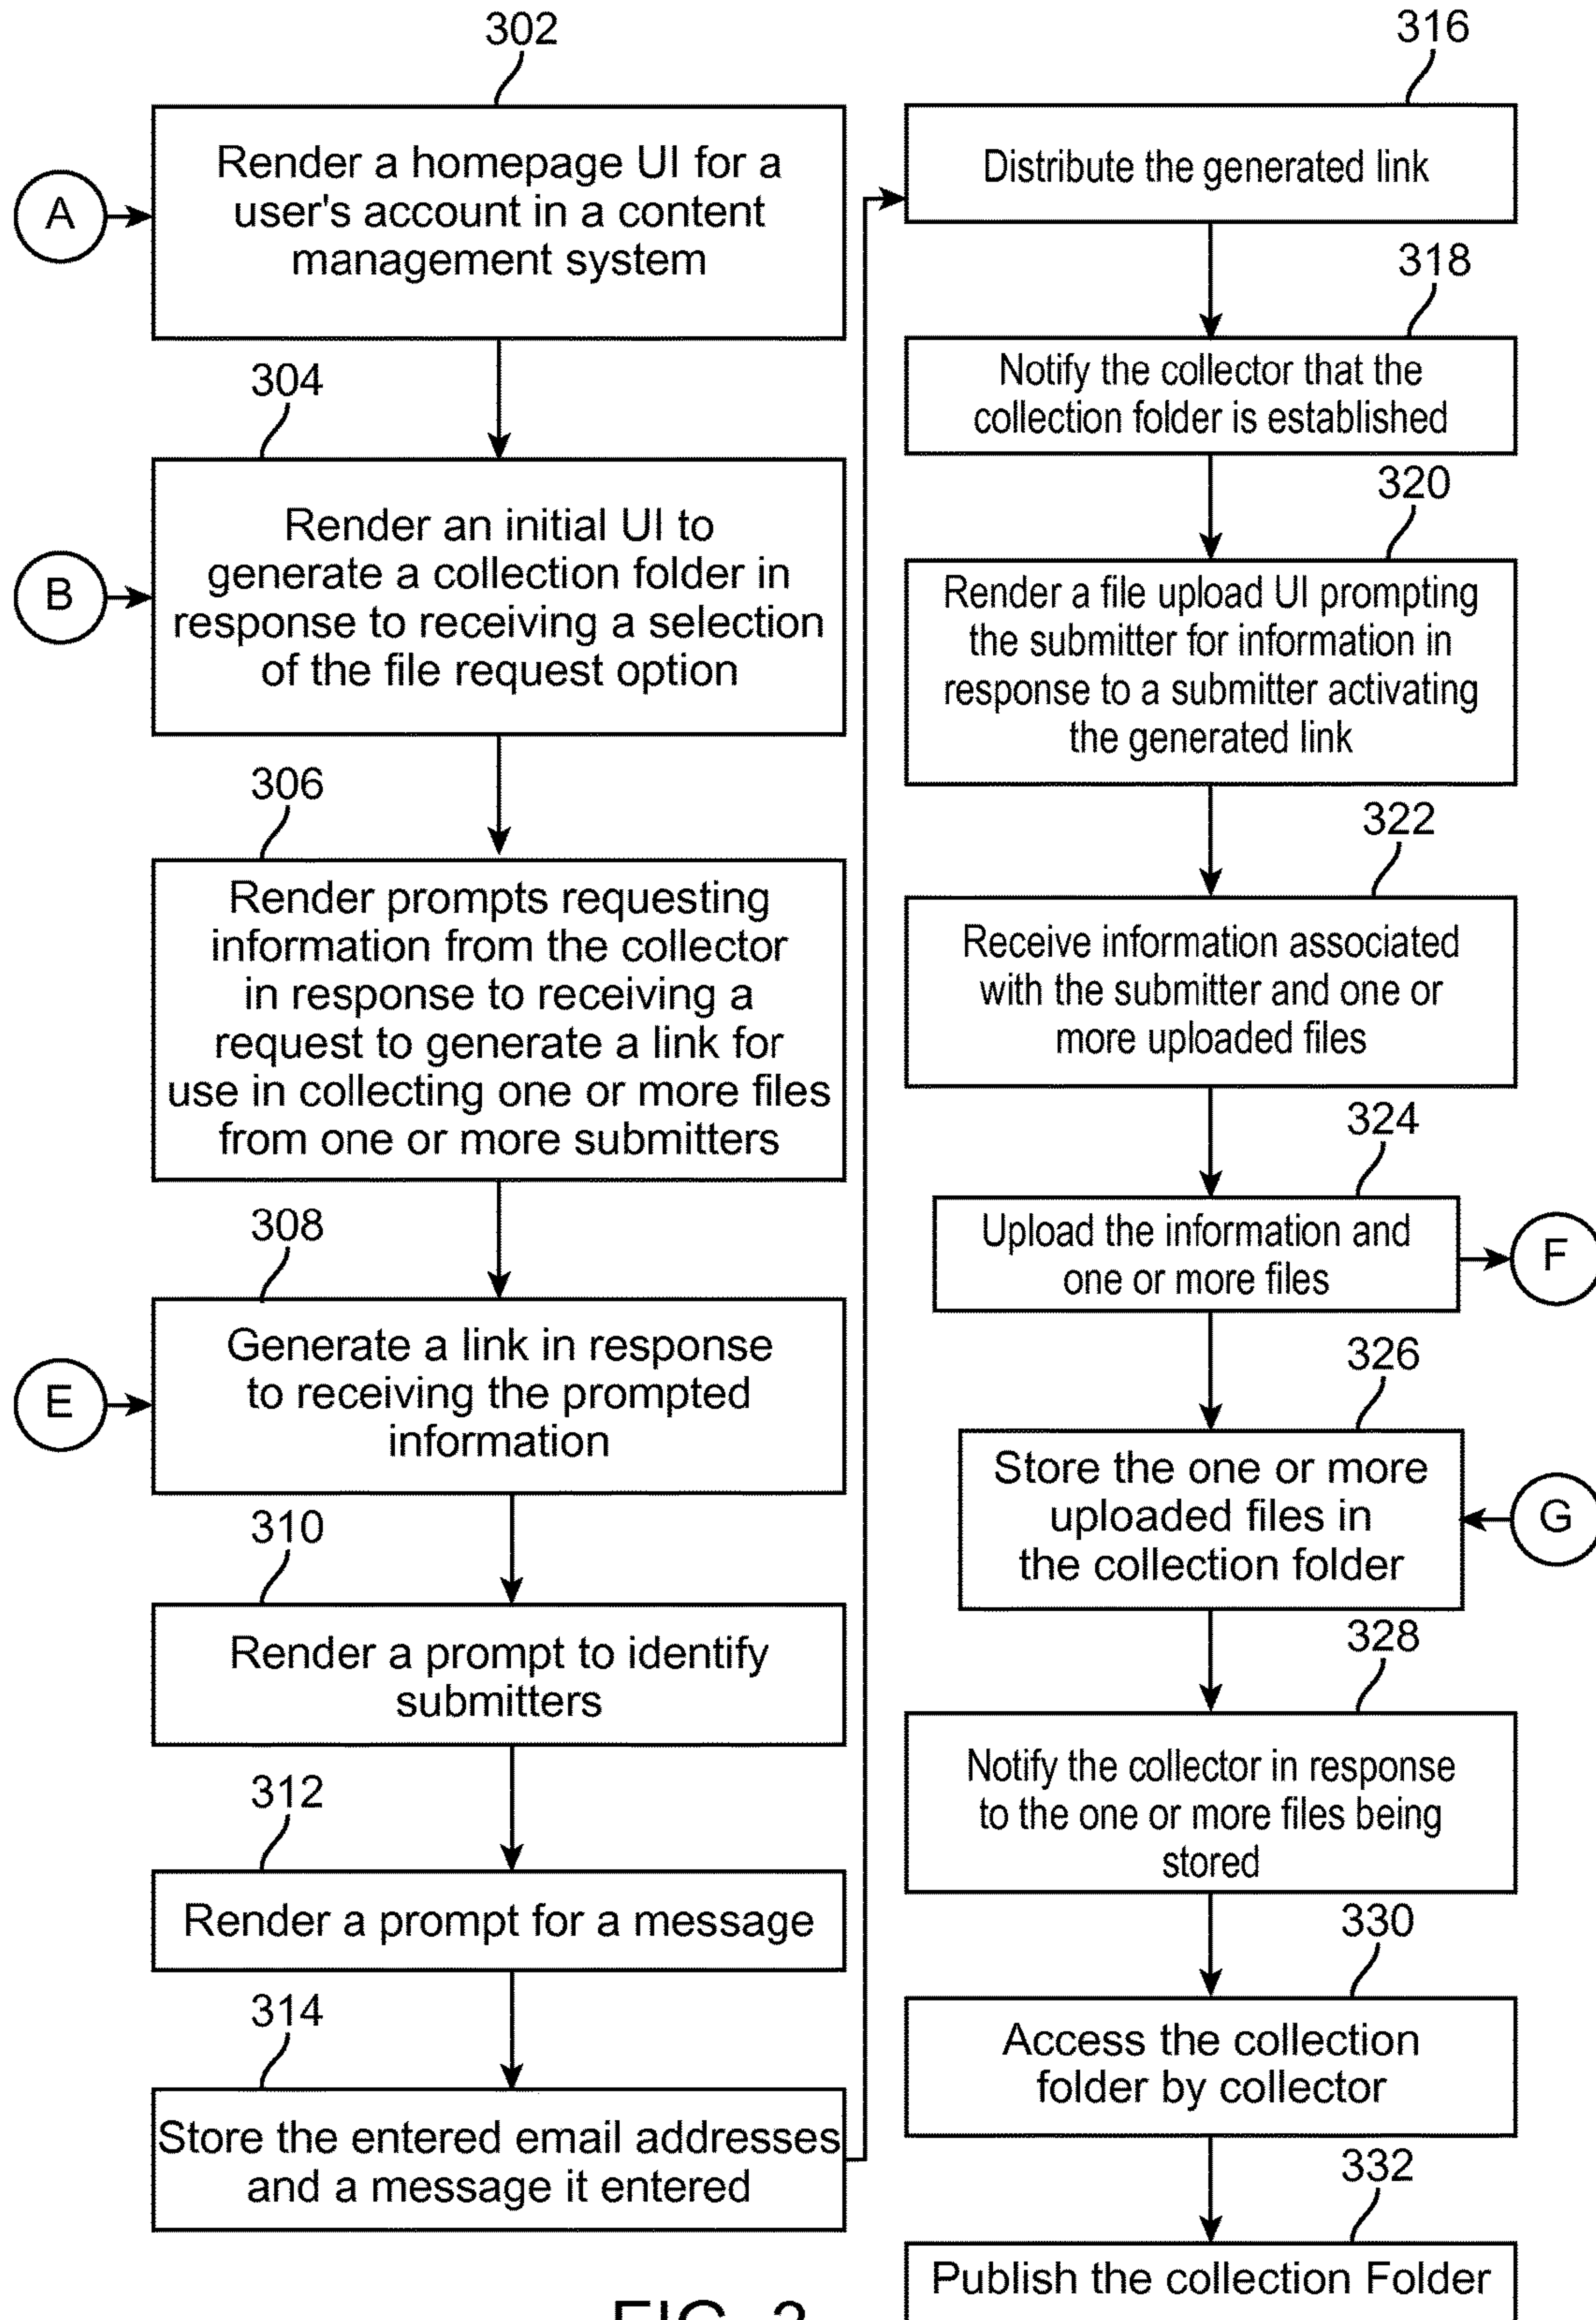 302
A
Render a homepage UI for a
user's account in a content
management system
304
B
Render an initial UI to
generate a collection folder in
response to receiving a selection
of the file request option
306
Render prompts requesting
information from the collector
in response to receiving a
request to generate a link for
use in collecting one or more files
from one or more submitters
308
E
Generate a link in response
to receiving the prompted
information
310
Render a prompt to identify
submitters
312
Render a prompt for a message
314
Store the entered email addresses
and a message it entered
316
Distribute the generated link
318
Notify the collector that the
collection folder is established
320
Render a file upload UI prompting
the submitter for information in
response to a submitter activating
the generated link
322
Receive information associated
with the submitter and one or
more uploaded files
324
Upload the information and
one or more files
F
326
Store the one or more
uploaded files in
the collection folder
G
328
Notify the collector in response
to the one or more files being
stored
330
Access the collection
folder by collector
332
Publish the collection Folder